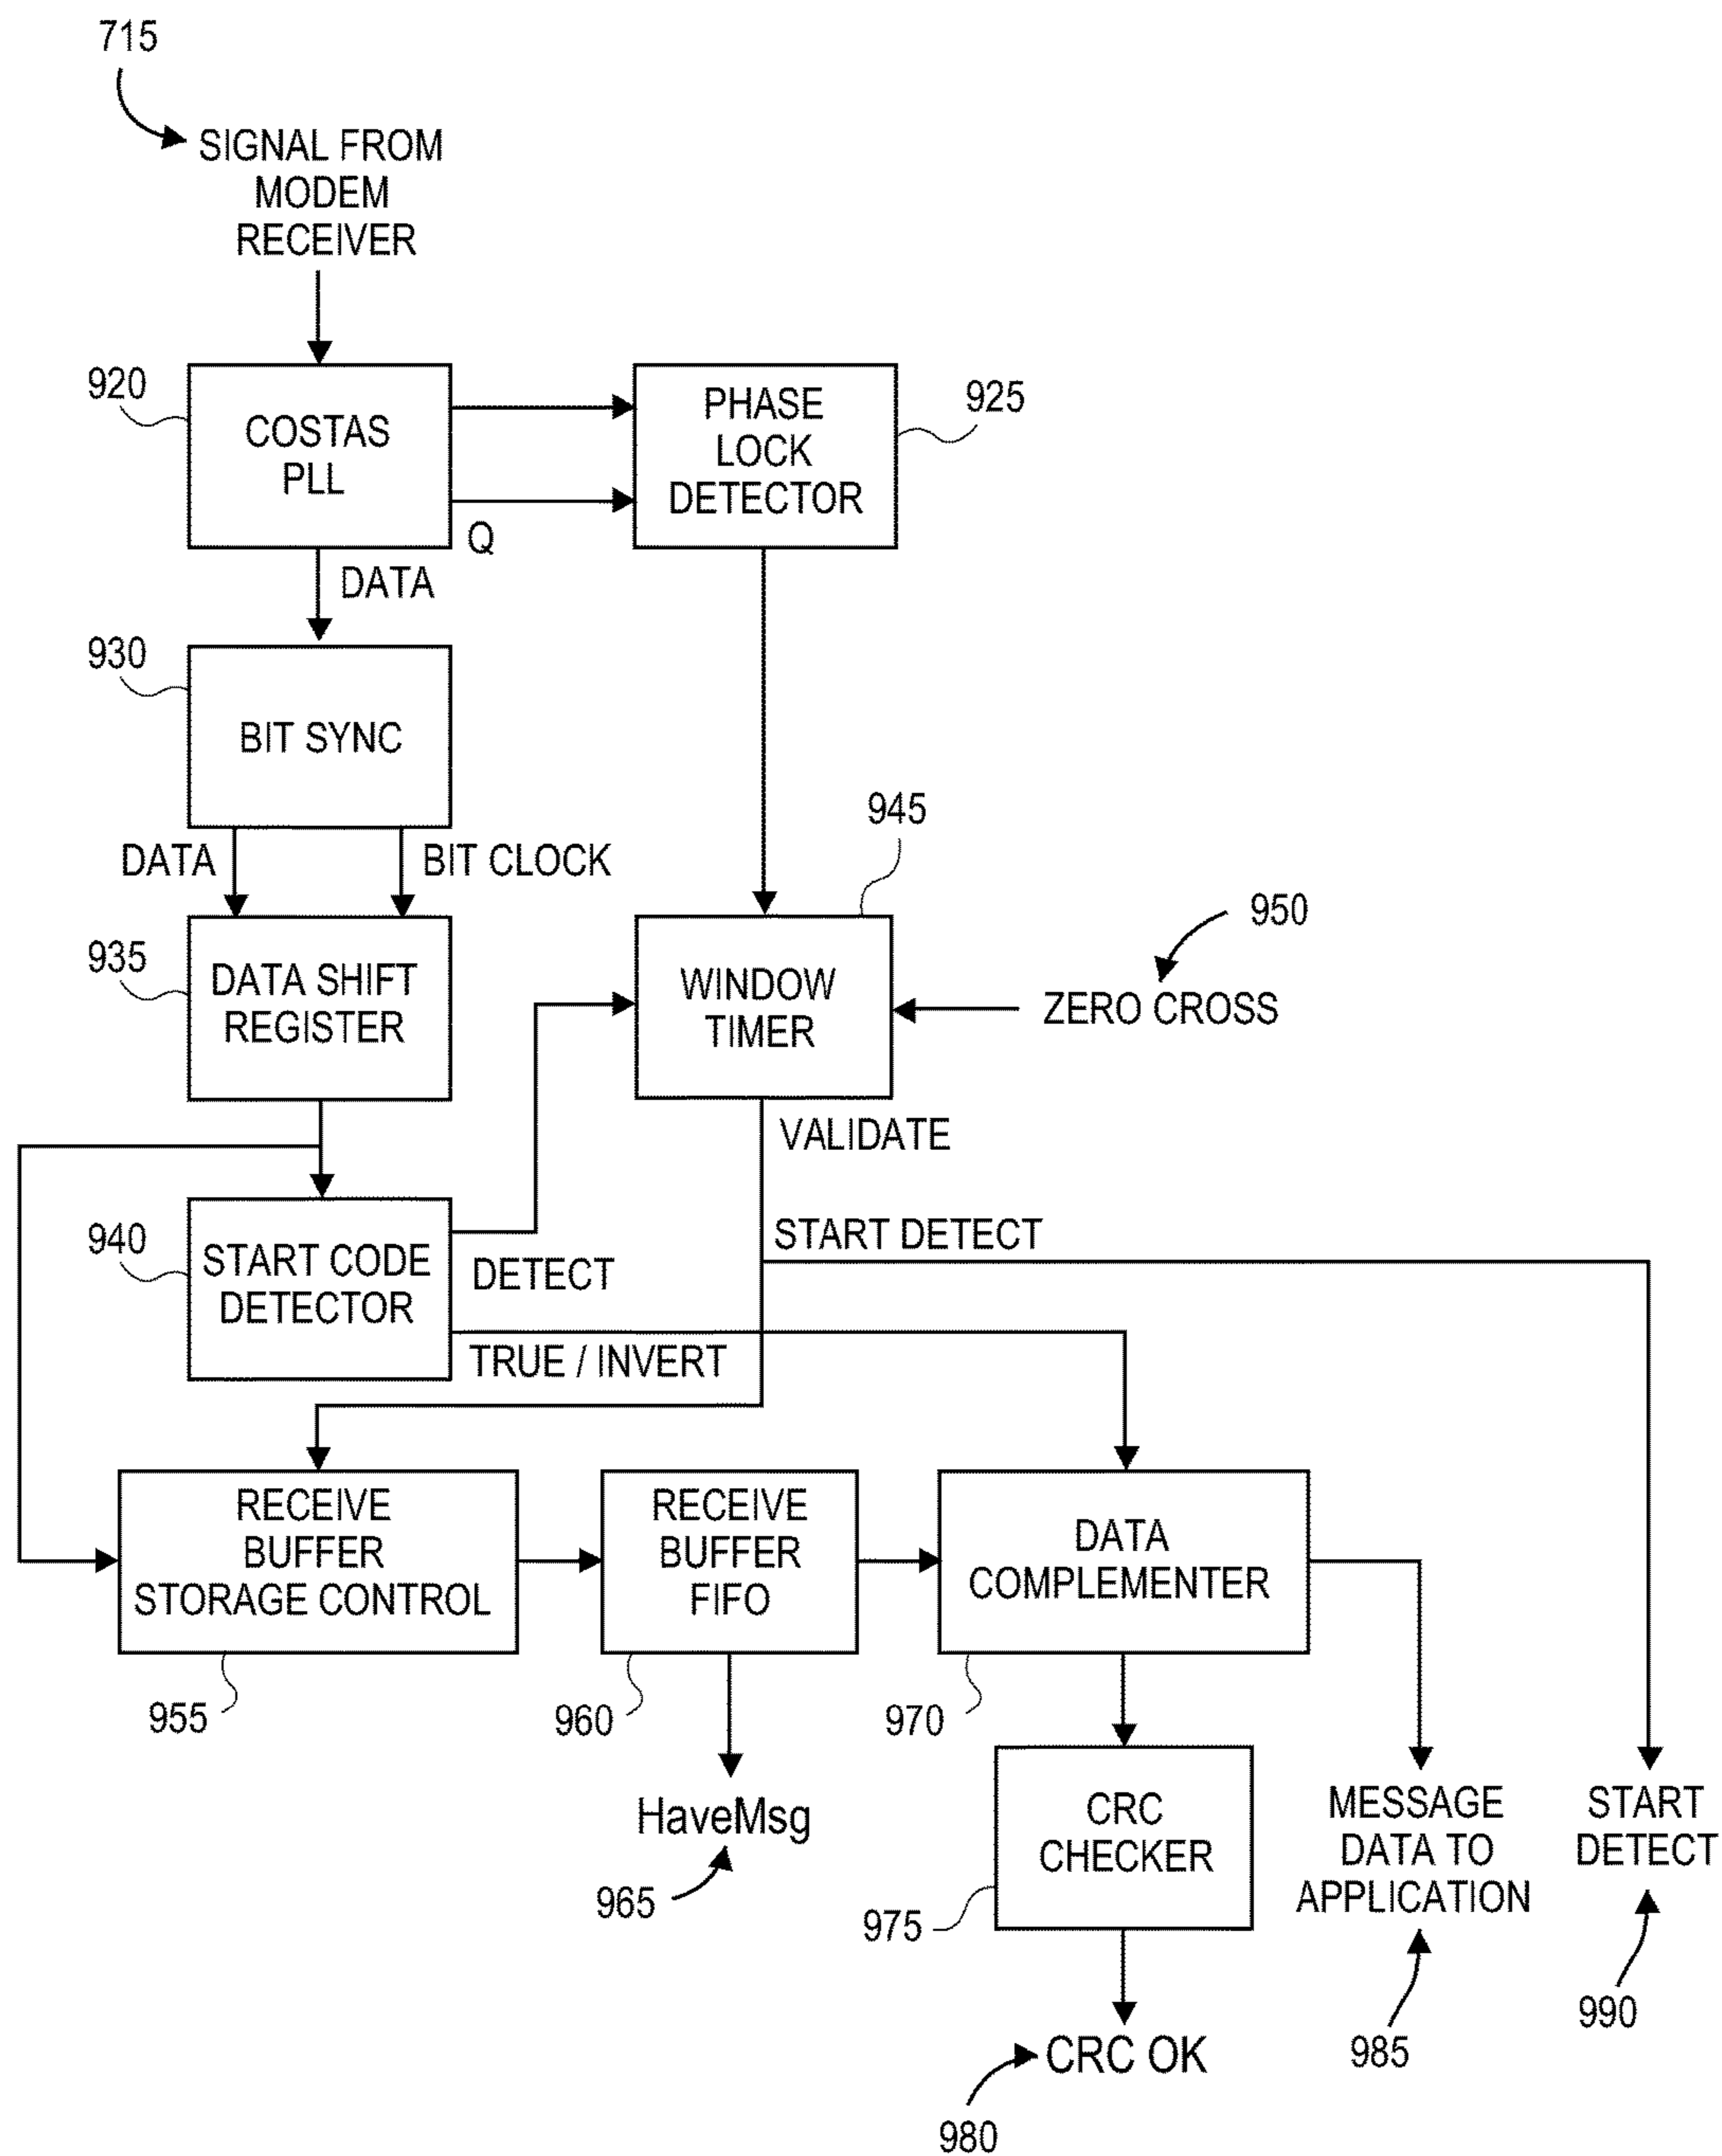 715
SIGNAL FROM
MODEM
RECEIVER
920
COSTAS
PLL
PHASE
LOCK
DETECTOR
925
Q
DATA
930
BIT SYNC
DATA
BIT CLOCK
945
950
935
DATA SHIFT
REGISTER
WINDOW
TIMER
ZERO CROSS
VALIDATE
940
START CODE
DETECTOR
DETECT
START DETECT
TRUE / INVERT
RECEIVE
BUFFER
STORAGE CONTROL
RECEIVE
BUFFER
FIFO
DATA
COMPLEMENTER
955
960
970
HaveMsg
965
CRC
CHECKER
975
MESSAGE
DATA TO
APPLICATION
START
DETECT
985
990
CRC OK
980